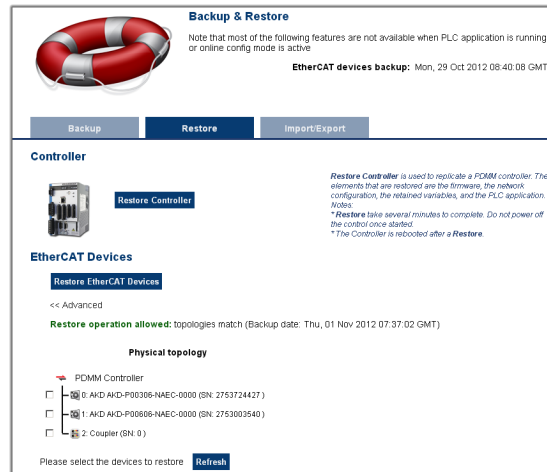 Backup & Restore
Note that most of the following features are not available when PLC application is running
or online config mode is active
EtherCAT devices backup: Mon, 29 Oct 2012 08:40:08 GMT
Backup
Restore
Import/Export
Controller
Restore Controller
Restore Controller is used to replicate a PDMM controller. The
elements that are restored are the firmware, the network
configuration, the retained variables, and the PLC application.
Notes:
* Restore take several minutes to complete. Do not power off
the control once started.
* The Controller is rebooted after a Restore.
EtherCAT Devices
Restore EtherCAT Devices
<< Advanced
Restore operation allowed: topologies match (Backup date: Thu, 01 Nov 2012 07:37:02 GMT)
Physical topology
PDMM Controller
0: AKD AKD-P00306-NAEC-0000 (SN: 2753724427 )
1: AKD AKD-P00606-NAEC-0000 (SN: 2753003540 )
2: Coupler (SN: 0 )
Please select the devices to restore Refresh